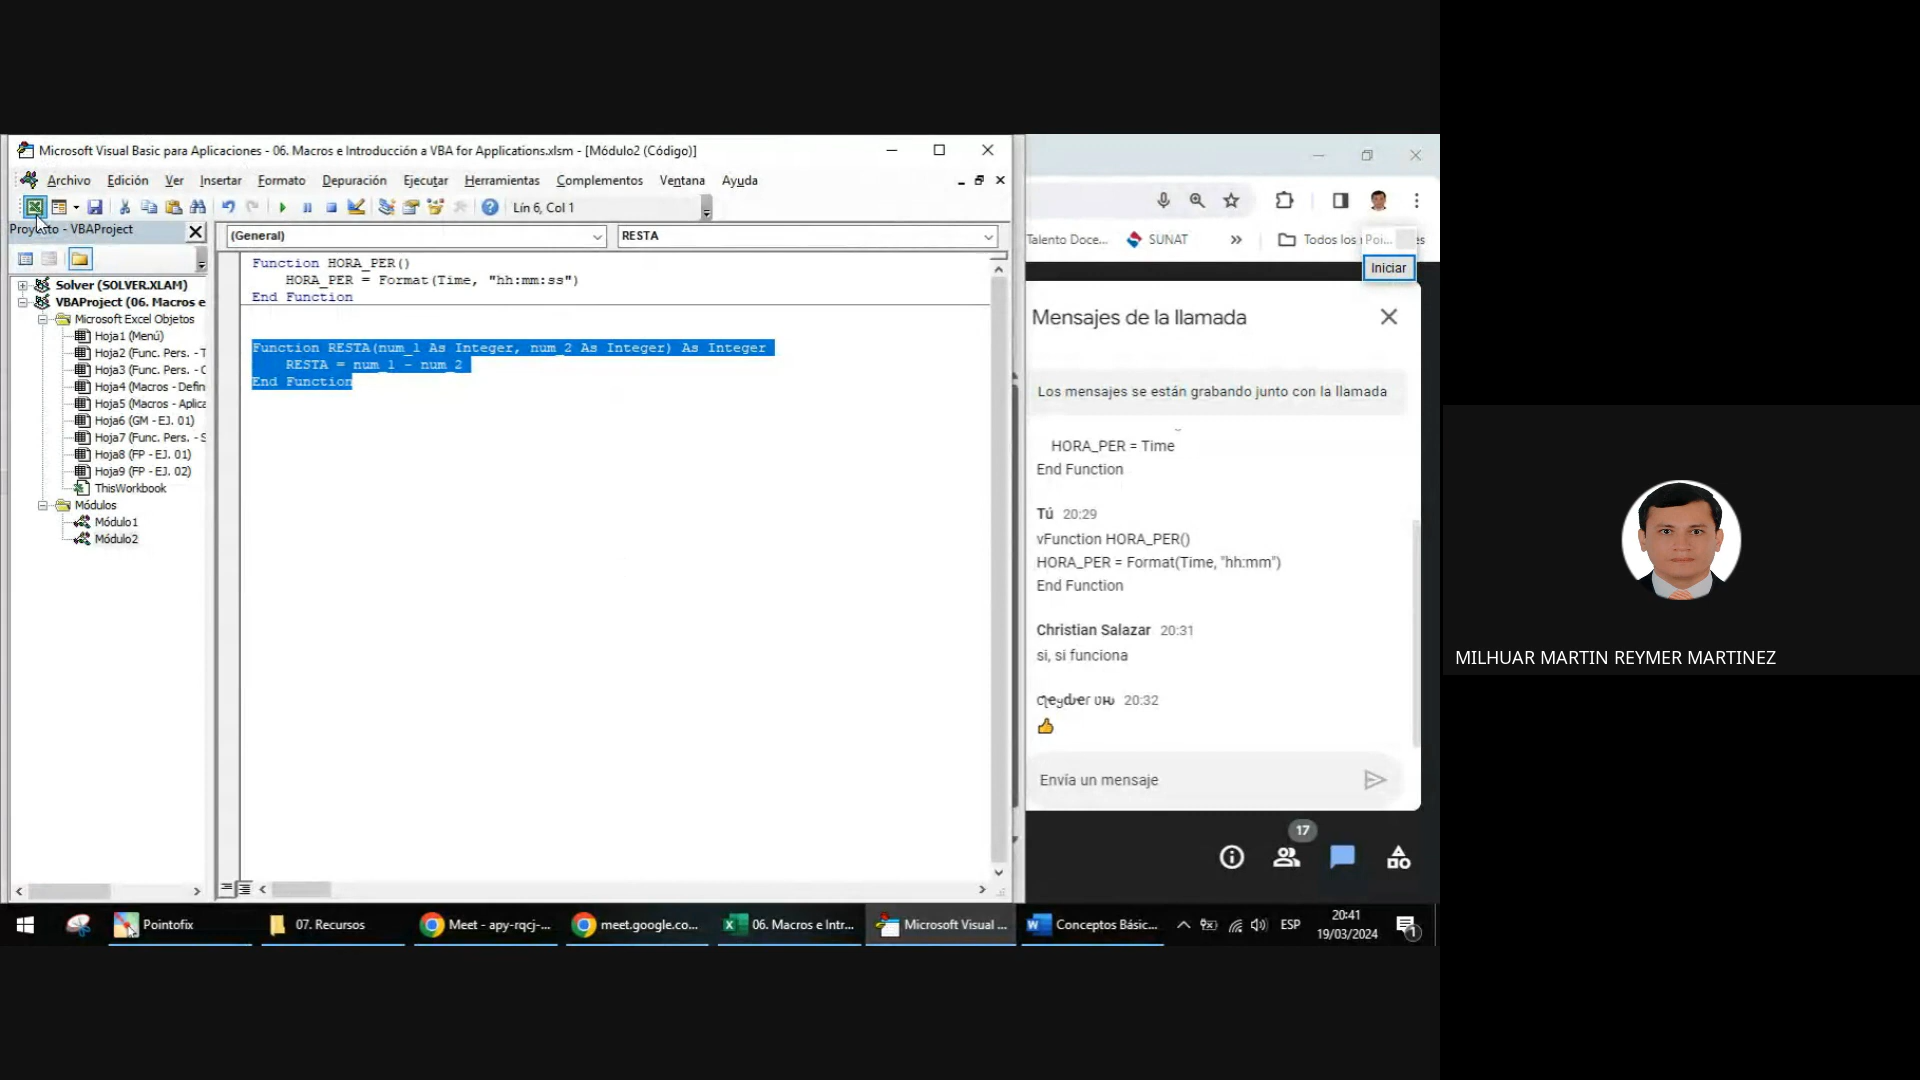 Microsoft Visual Basic para Aplicaciones - 06. Macros e Introducción a VBA for Applications.xlsm - [Módulo2 (Código)]
Archivo Edición Ver Insertar Formato Depuración Ejecutar Herramientas Complementos Ventana Ayuda
Lín 6, Col 1
Proyecto - VBAProject
(General)
RESTA
Solver (SOLVER.XLAM)
VBAProject (06. Macros e
Microsoft Excel Objetos
Hoja1 (Menú)
Hoja2 (Func. Pers. - T
Hoja3 (Func. Pers. - C
Hoja4 (Macros - Defin
Hoja5 (Macros - Aplica
Hoja6 (GM - EJ. 01)
Hoja7 (Func. Pers. - S
Hoja8 (FP - EJ. 01)
Hoja9 (FP - EJ. 02)
ThisWorkbook
Módulos
Módulo1
Módulo2
Function HORA_PER()
HORA_PER = Format(Time, "hh:mm:ss")
End Function
Function RESTA(num_1 As Integer, num_2 As Integer) As Integer
RESTA = num_1 - num_2
End Function
Talento Doce...
SUNAT
Todos los
Poi...
es
Iniciar
Mensajes de la llamada
Los mensajes se están grabando junto con la llamada
HORA_PER = Time
End Function
Tú 20:29
vFunction HORA_PER()
HORA_PER = Format(Time, "hh:mm")
End Function
Christian Salazar 20:31
si, si funciona
20:32
Envía un mensaje
17
Pointofix
07. Recursos
Meet - apy-rqcj-...
meet.google.co...
06. Macros e Intr...
Microsoft Visual ...
Conceptos Básic...
ESP
20:41
19/03/2024
1
MILHUAR MARTIN REYMER MARTINEZ